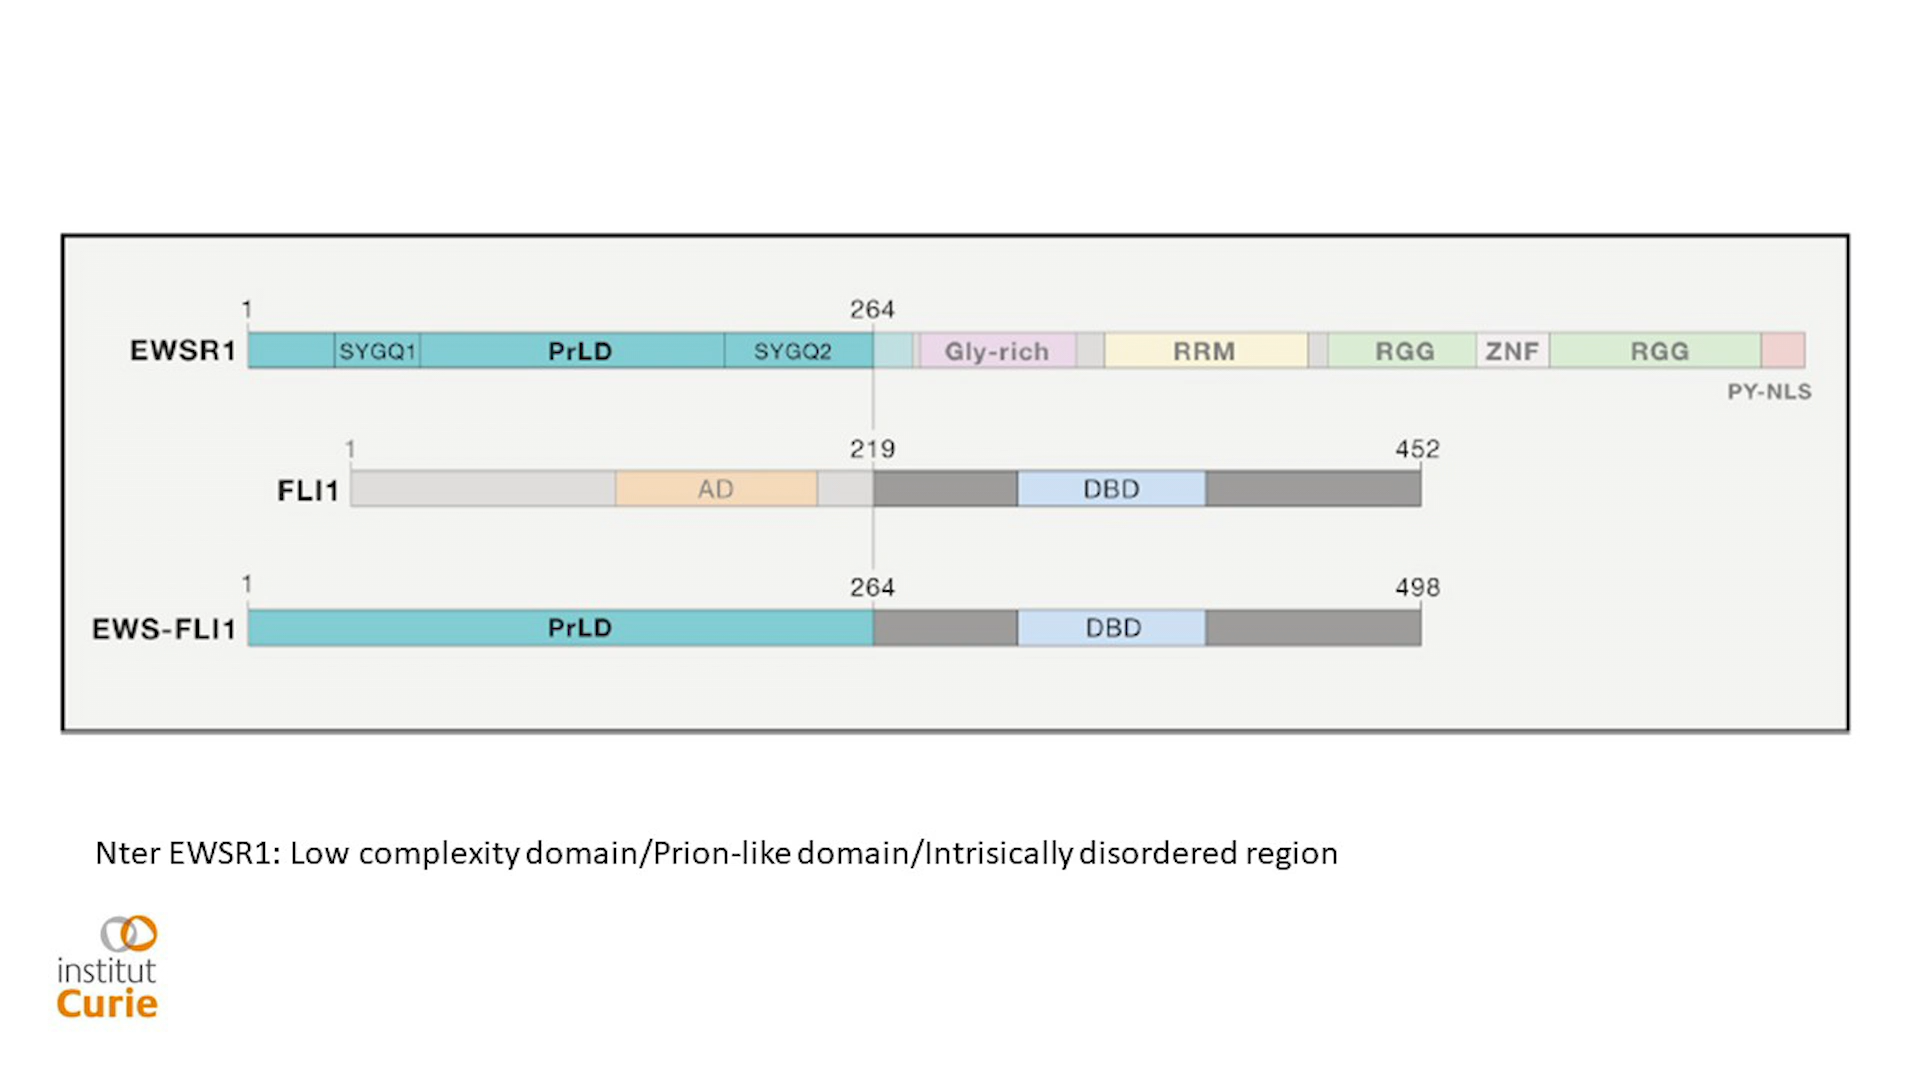 1 264
EWSR1 SYGQ1 PrLD SYGQ2 Gly-rich RRM RGG ZNF RGG
PY-NLS
1 219 452
FLI1 AD DBD
1 264 498
EWS-FLI1 PrLD DBD
Nter EWSR1: Low complexity domain/Prion-like domain/Intrisically disordered region
institut
Curie